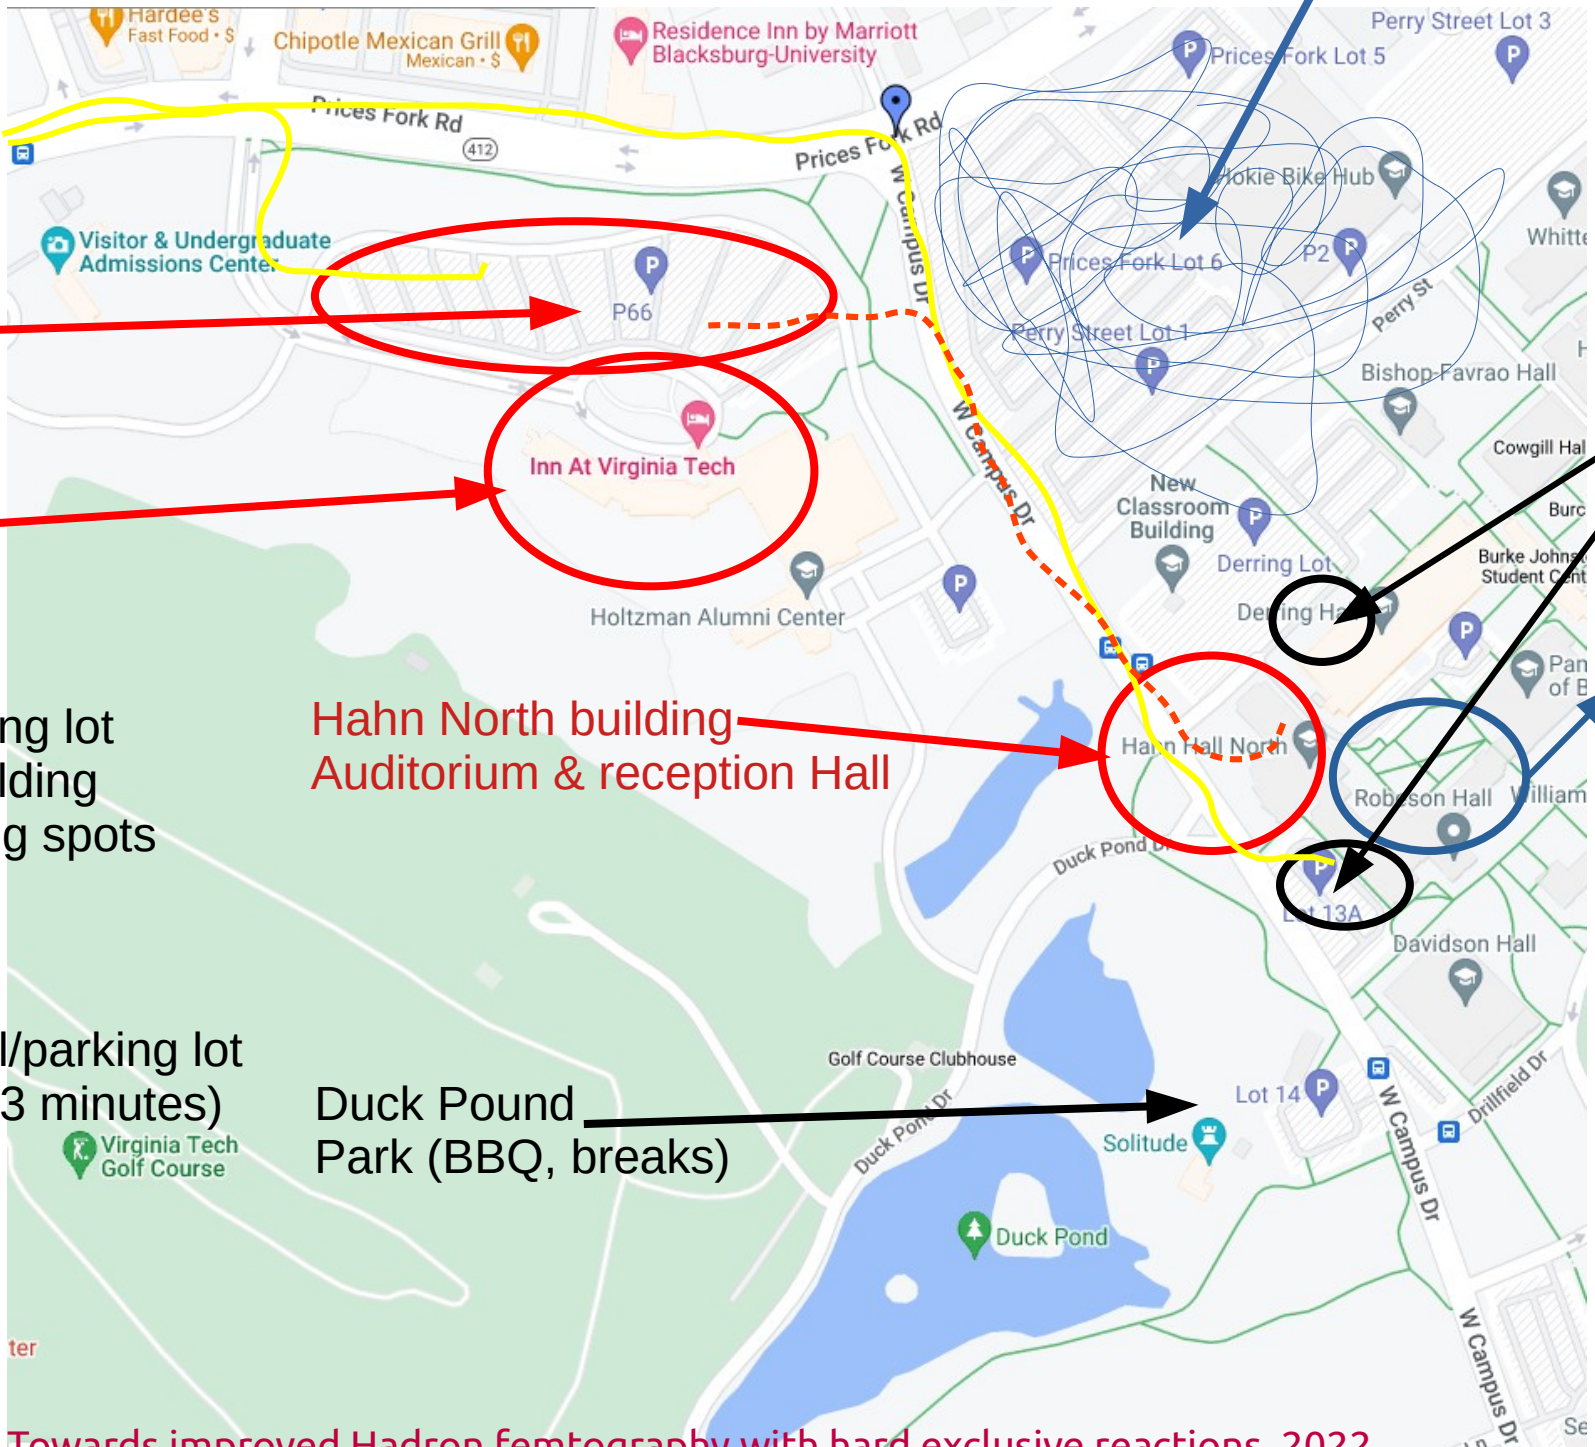 Hardee's
Fast Food • $
Chipotle Mexican Grill
Mexican • $
Residence Inn by Marriott
Blacksburg-University
Perry Street Lot 3
Prices Fork Lot 5
Prices Fork Rd
412
Prices Fork Rd
W Campus Dr
Hokie Bike Hub
Visitor & Undergraduate
Admissions Center
P66
Prices Fork Lot 6
P2
Perry St
Perry Street Lot 1
Bishop-Favrao Hall
W Campus Dr
Inn At Virginia Tech
Cowgill Hal
New
Classroom
Building
Burc
Derring Lot
Burke Johnst
Student Cent
Holtzman Alumni Center
Derring Hall
Pam
of B
ng lot
lding
g spots
Hahn North building
Auditorium & reception Hall
Hahn Hall North
Robeson Hall
William
Duck Pond Dr
Lot 13A
Davidson Hall
l/parking lot
3 minutes)
Golf Course Clubhouse
Duck Pound
Park (BBQ, breaks)
Duck Pond Dr
Lot 14
Drillfield Dr
W Campus Dr
Solitude
Virginia Tech
Golf Course
Duck Pond
ter
W Campus Dr
Se
Towards improved Hadron femtography with hard exclusive reactions, 2022